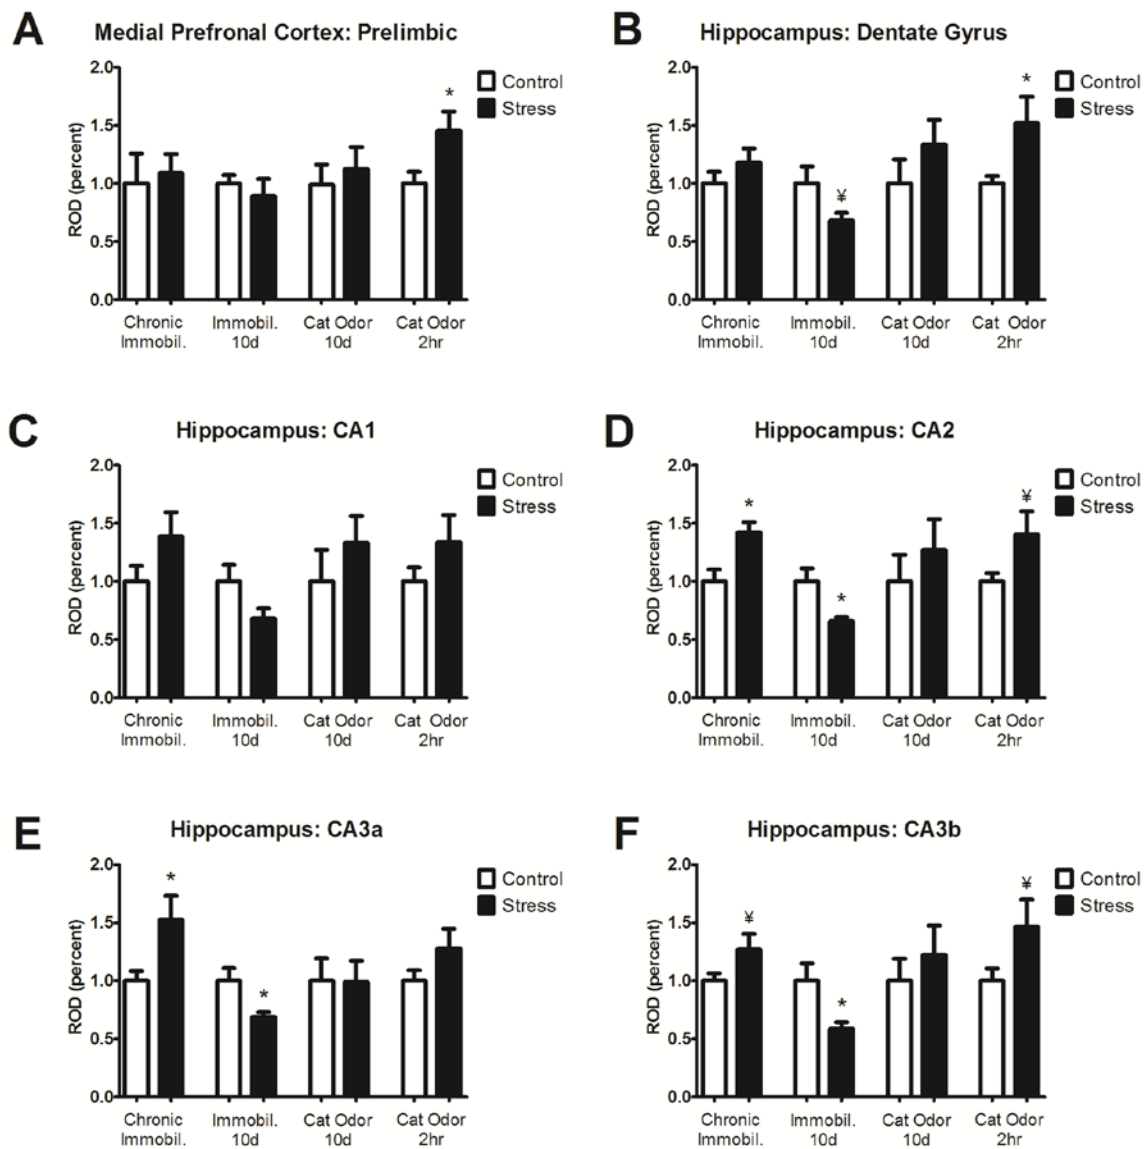 A
Medial Prefronal Cortex: Prelimbic
2.0
1.5
1.0
0.5
0.0
ROD (percent)
*
Control
Stress
Chronic Immobil. 10d Cat Odor Cat Odor
Immobil. 10d 2hr
B
Hippocampus: Dentate Gyrus
2.0
1.5
1.0
0.5
0.0
ROD (percent)
¥
*
Control
Stress
Chronic Immobil. Cat Odor Cat Odor
Immobil. 10d 10d 2hr
C
Hippocampus: CA1
2.0
1.5
1.0
0.5
0.0
ROD (percent)
Control
Stress
Chronic Immobil. Cat Odor Cat Odor
Immobil. 10d 10d 2hr
D
Hippocampus: CA2
2.0
1.5
1.0
0.5
0.0
ROD (percent)
*
*
¥
Control
Stress
Chronic Immobil. Cat Odor Cat Odor
Immobil. 10d 10d 2hr
E
Hippocampus: CA3a
2.0
1.5
1.0
0.5
0.0
ROD (percent)
*
*
Control
Stress
Chronic Immobil. Cat Odor Cat Odor
Immobil. 10d 10d 2hr
F
Hippocampus: CA3b
2.0
1.5
1.0
0.5
0.0
ROD (percent)
¥
*
¥
Control
Stress
Chronic Immobil. Cat Odor Cat Odor
Immobil. 10d 10d 2hr